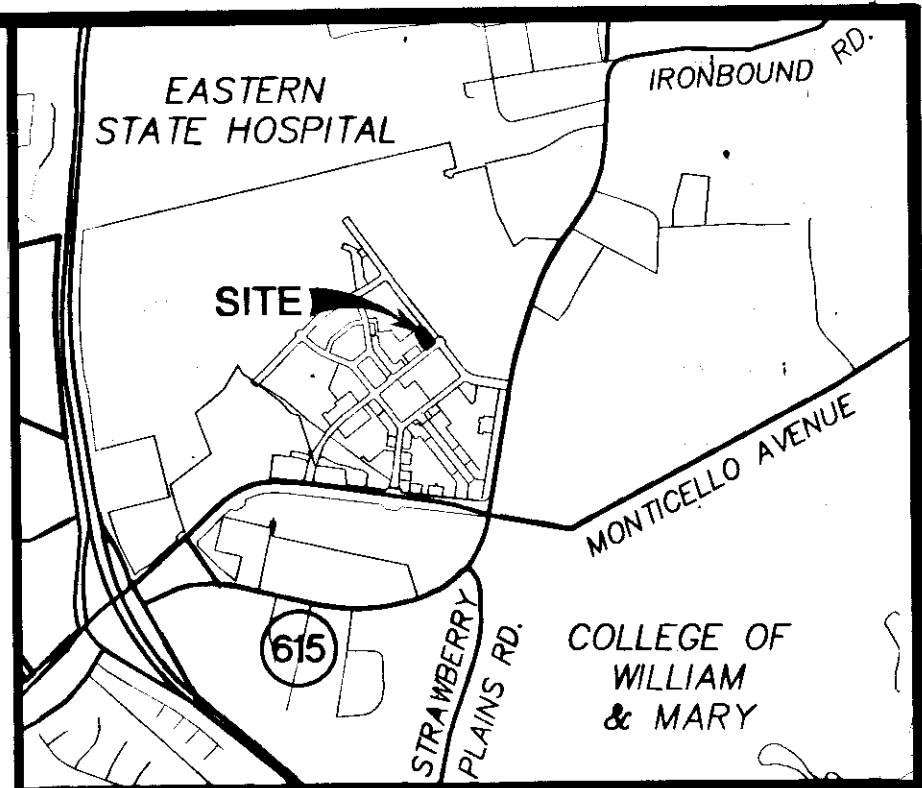 EASTERN
STATE HOSPITAL
IRONBOUND RD.
SITE
MONTICELLO AVENUE
615
STRAWBERRY
PLAINS RD.
COLLEGE OF
WILLIAM
& MARY